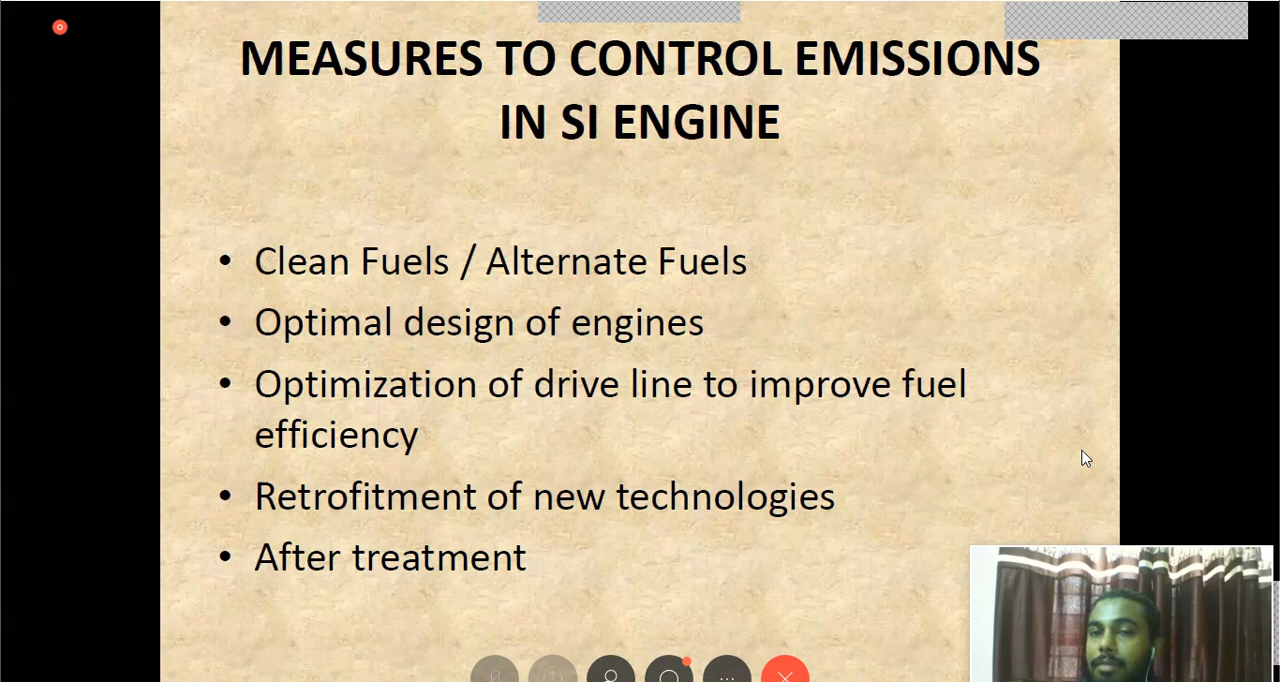 MEASURES TO CONTROL EMISSIONS
IN SI ENGINE
• Clean Fuels / Alternate Fuels
• Optimal design of engines
• Optimization of drive line to improve fuel
efficiency
• Retrofitment of new technologies
• After treatment